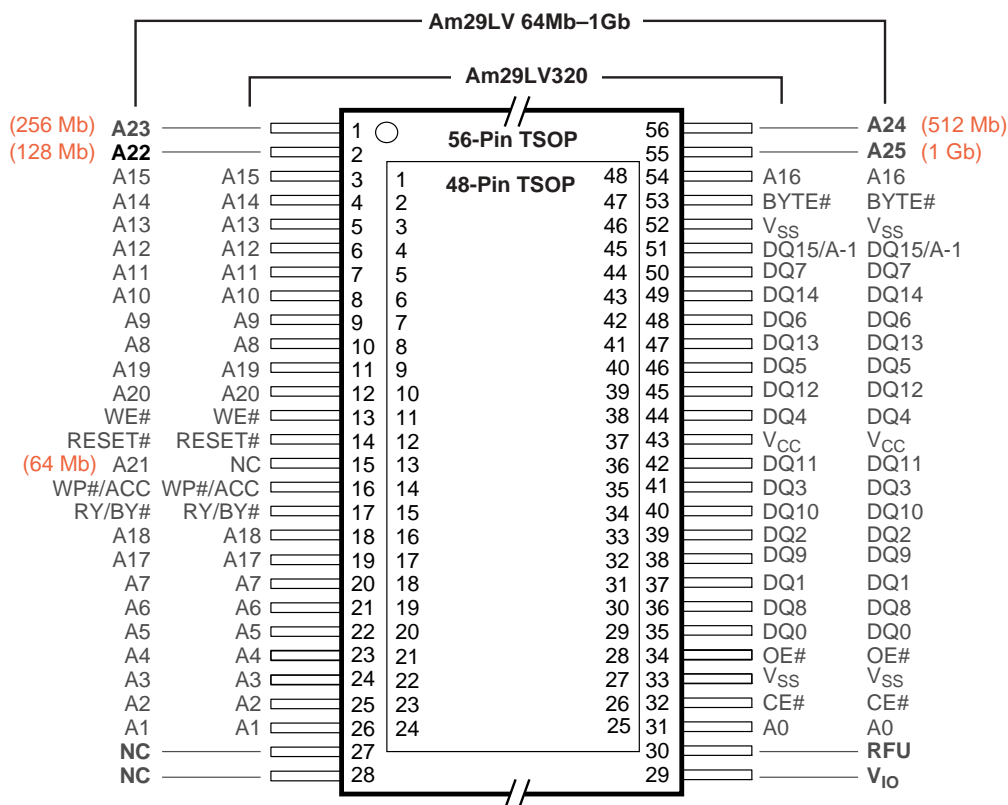 Am29LV 64Mb–1Gb
Am29LV320
(256 Mb) A23 1 56-Pin TSOP 56 A24 (512 Mb)
(128 Mb) A22 2 55 A25 (1 Gb)
A15 A15 3 1 48-Pin TSOP 48 54 A16 A16
A14 A14 4 2 47 53 BYTE# BYTE#
A13 A13 5 3 46 52 VSS VSS
A12 A12 6 4 45 51 DQ15/A-1 DQ15/A-1
A11 A11 7 5 44 50 DQ7 DQ7
A10 A10 8 6 43 49 DQ14 DQ14
A9 A9 9 7 42 48 DQ6 DQ6
A8 A8 10 8 41 47 DQ13 DQ13
A19 A19 11 9 40 46 DQ5 DQ5
A20 A20 12 10 39 45 DQ12 DQ12
WE# WE# 13 11 38 44 DQ4 DQ4
RESET# RESET# 14 12 37 43 VCC VCC
(64 Mb) A21 NC 15 13 36 42 DQ11 DQ11
WP#/ACC WP#/ACC 16 14 35 41 DQ3 DQ3
RY/BY# RY/BY# 17 15 34 40 DQ10 DQ10
A18 A18 18 16 33 39 DQ2 DQ2
A17 A17 19 17 32 38 DQ9 DQ9
A7 A7 20 18 31 37 DQ1 DQ1
A6 A6 21 19 30 36 DQ8 DQ8
A5 A5 22 20 29 35 DQ0 DQ0
A4 A4 23 21 28 34 OE# OE#
A3 A3 24 22 27 33 VSS VSS
A2 A2 25 23 26 32 CE# CE#
A1 A1 26 24 25 31 A0 A0
NC 27 30 RFU
NC 28 29 VIO